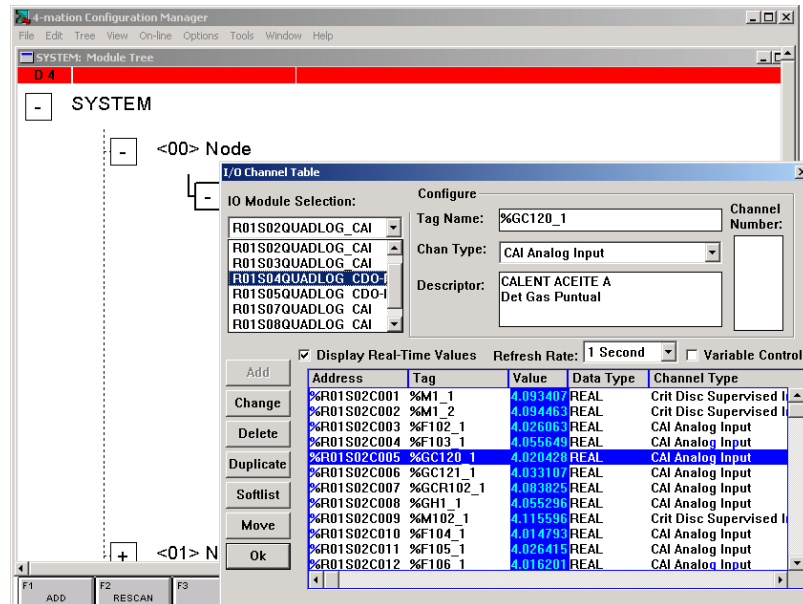 4-mation Configuration Manager
File Edit Tree View On-line Options Tools Window Help
SYSTEM: Module Tree
D 4
- SYSTEM
- <00> Node
-
I/O Channel Table
IO Module Selection:
R01S02QUADLOG_CAI
R01S02QUADLOG_CAI
R01S03QUADLOG_CAI
R01S04QUADLOG_CDO-
R01S05QUADLOG_CDO-
R01S07QUADLOG_CAI
R01S08QUADLOG_CAI
Configure
Tag Name: %GC120_1
Chan Type: CAI Analog Input
Descriptor: CALENT ACEITE A
Det Gas Puntual
Channel
Number:
Display Real-Time Values Refresh Rate: 1 Second Variable Control
Add
Change
Delete
Duplicate
Softlist
Move
Ok
Address Tag Value Data Type Channel Type
%R01S02C001 %M1_1 4.093407 REAL Crit Disc Supervised I
%R01S02C002 %M1_2 4.094463 REAL Crit Disc Supervised I
%R01S02C003 %F102_1 4.026063 REAL CAI Analog Input
%R01S02C004 %F103_1 4.055649 REAL CAI Analog Input
%R01S02C005 %GC120_1 4.020428 REAL CAI Analog Input
%R01S02C006 %GC121_1 4.033107 REAL CAI Analog Input
%R01S02C007 %GCR102_1 4.083825 REAL CAI Analog Input
%R01S02C008 %GH1_1 4.055296 REAL CAI Analog Input
%R01S02C009 %M102_1 4.115596 REAL Crit Disc Supervised I
%R01S02C010 %F104_1 4.014793 REAL CAI Analog Input
%R01S02C011 %F105_1 4.026415 REAL CAI Analog Input
%R01S02C012 %F106_1 4.016201 REAL CAI Analog Input
+ <01> N
F1 ADD F2 RESCAN F3